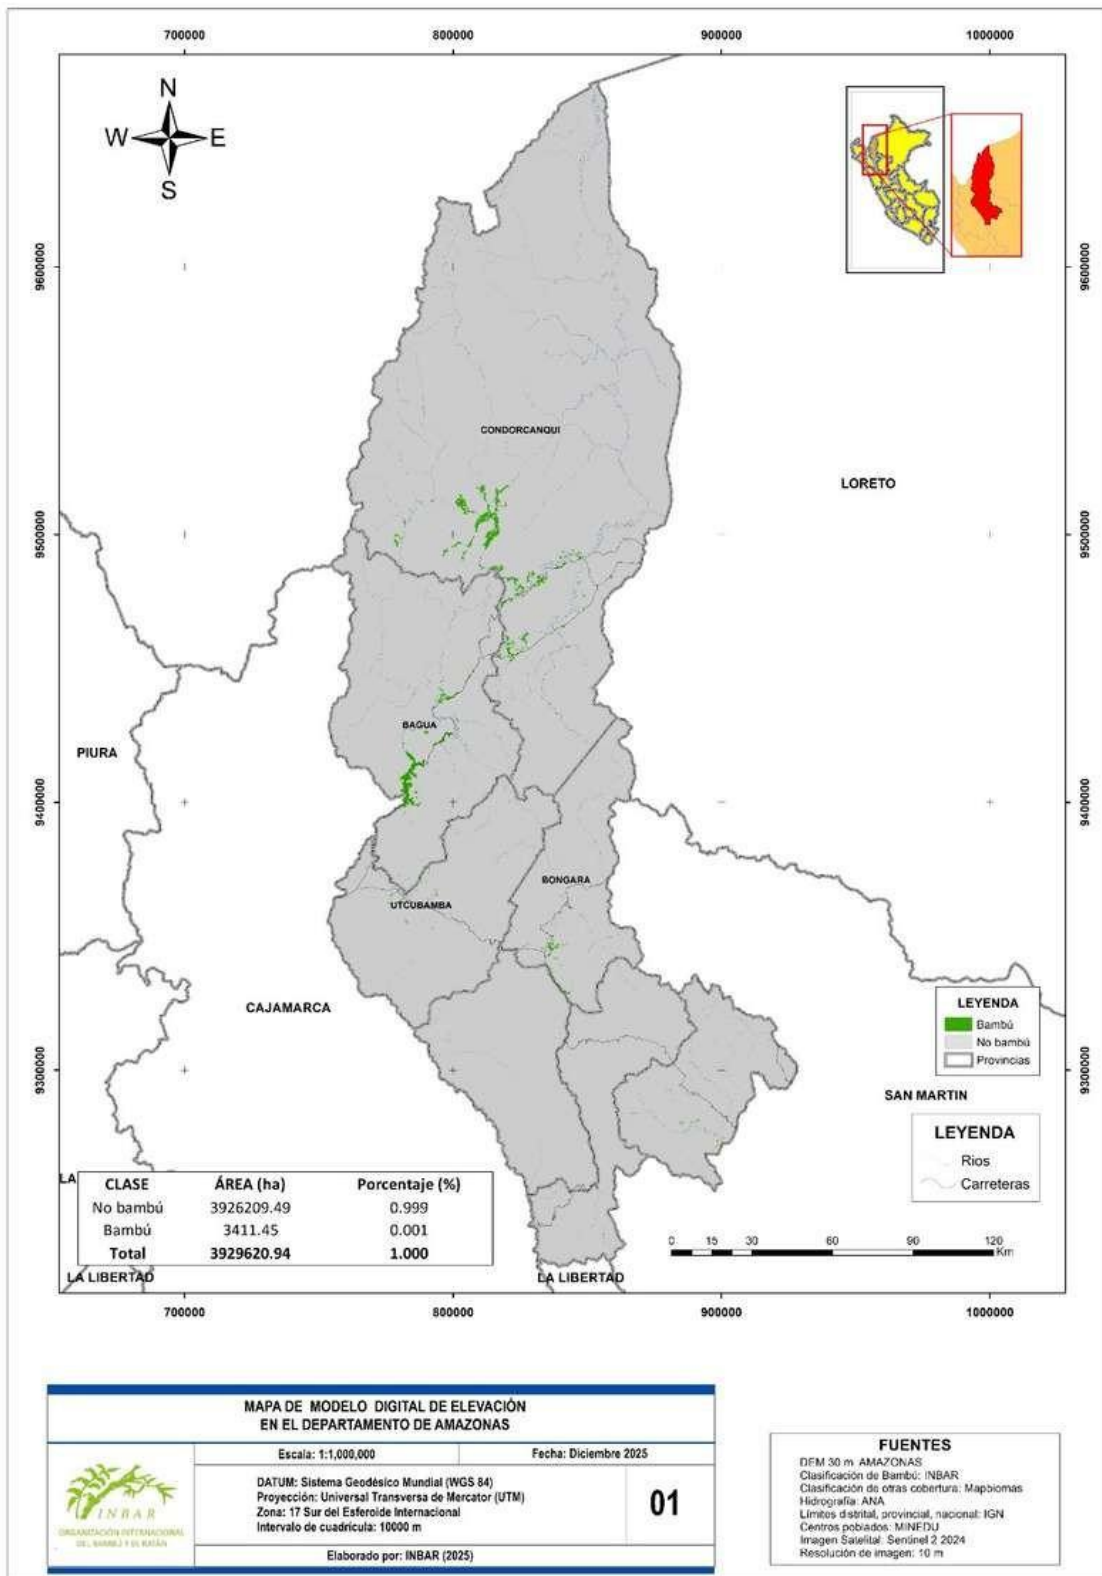 700000 800000 900000 1000000
N
W E
S
9600000 9600000
CONDORCANQUI
LORETO
9500000 9500000
BAGUA
PIURA
9400000 9400000
BONGARA
UTCUBAMBA
CAJAMARCA
LEYENDA
Bambú
No bambú
Provincias
9300000 9300000
SAN MARTIN
LEYENDA
Rios
Carreteras
LA
CLASE ÁREA (ha) Porcentaje (%)
No bambú 3926209.49 0.999
Bambú 3411.45 0.001
Total 3929620.94 1.000
0 15 30 60 90 120
Km
LA LIBERTAD LA LIBERTAD
700000 800000 900000 1000000
MAPA DE MODELO DIGITAL DE ELEVACIÓN
EN EL DEPARTAMENTO DE AMAZONAS
Escala: 1:1,000,000 Fecha: Diciembre 2025
DATUM: Sistema Geodésico Mundial (WGS 84)
Proyección: Universal Transversa de Mercator (UTM)
Zona: 17 Sur del Esferoide Internacional
Intervalo de cuadrícula: 10000 m
01
Elaborado por: INBAR (2025)
INBAR
ORGANIZACIÓN INTERNACIONAL
DEL BAMBÚ Y EL RATÁN
FUENTES
DEM 30 m AMAZONAS
Clasificación de Bambú: INBAR
Clasificación de otras cobertura: Mapbiomas
Hidrografía: ANA
Límites distrital, provincial, nacional: IGN
Centros poblados: MINEDU
Imagen Satelital: Sentinel 2 2024
Resolución de imagen: 10 m